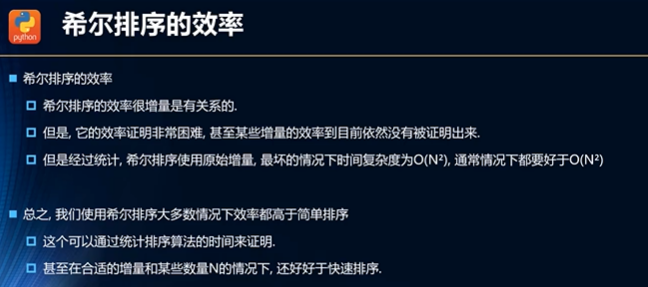 python
希尔排序的效率
希尔排序的效率
希尔排序的效率很增量是有关系的.
但是, 它的效率证明非常困难, 甚至某些增量的效率到目前依然没有被证明出来.
但是经过统计, 希尔排序使用原始增量, 最坏的情况下时间复杂度为O(N²), 通常情况下都要好于O(N²)
总之, 我们使用希尔排序大多数情况下效率都高于简单排序
这个可以通过统计排序算法的时间来证明.
甚至在合适的增量和某些数量N的情况下, 还好好于快速排序.